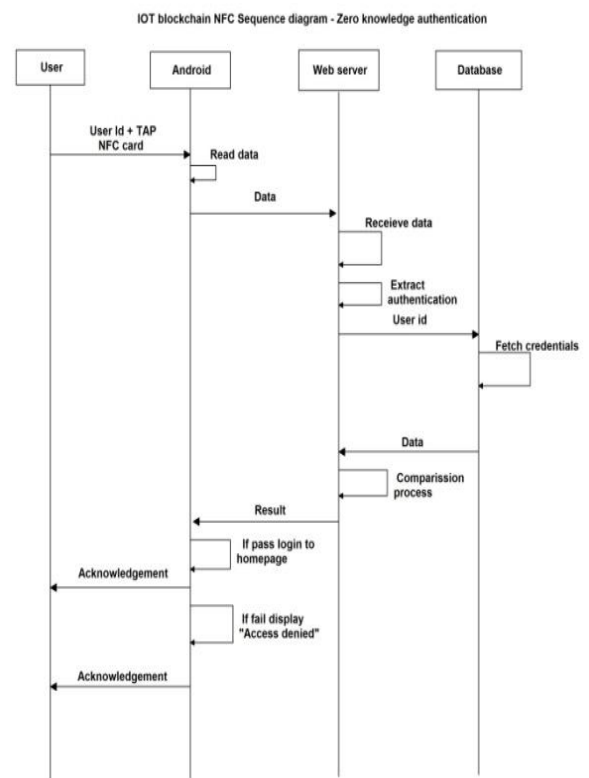 IOT blockchain NFC Sequence diagram - Zero knowledge authentication
User
Android
Web server
Database
User Id + TAP
NFC card
Read data
Data
Receieve data
Extract
authentication
User id
Fetch credentials
Data
Comparission
process
Result
If pass login to
homepage
Acknowledgement
If fail display
"Access denied"
Acknowledgement